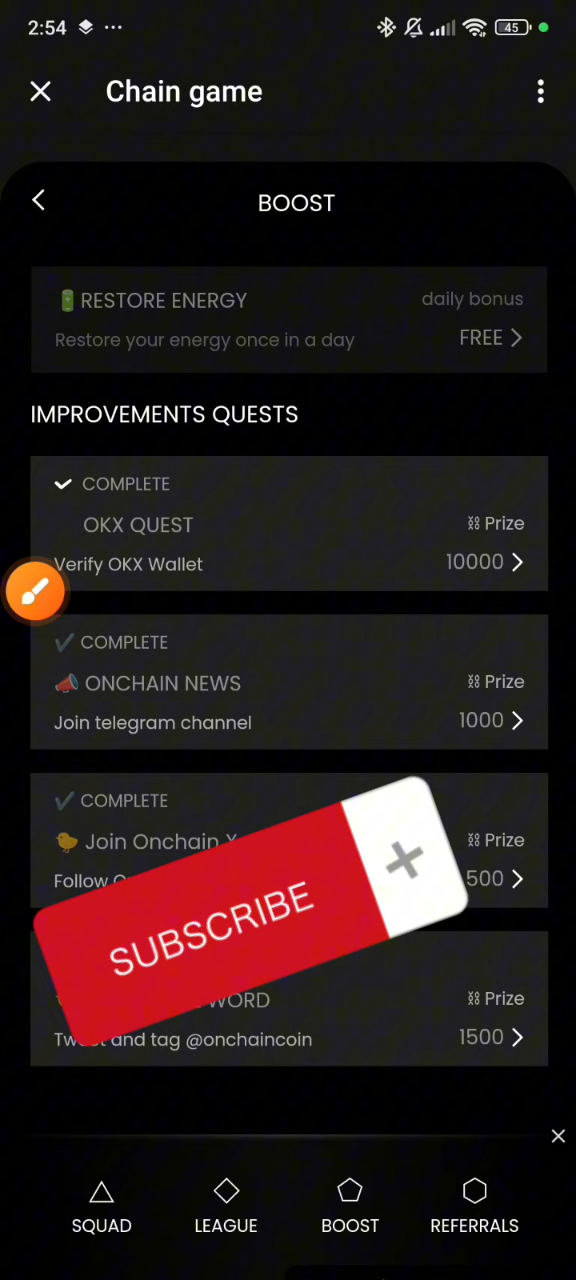 2:54
45
Chain game
BOOST
RESTORE ENERGY
daily bonus
Restore your energy once in a day
FREE
IMPROVEMENTS QUESTS
COMPLETE
OKX QUEST
Prize
Verify OKX Wallet
10000
COMPLETE
ONCHAIN NEWS
Prize
Join telegram channel
1000
COMPLETE
Join Onchain
Prize
Follow
500
SUBSCRIBE
WORD
Prize
and tag @onchaincoin
1500
SQUAD
LEAGUE
BOOST
REFERRALS